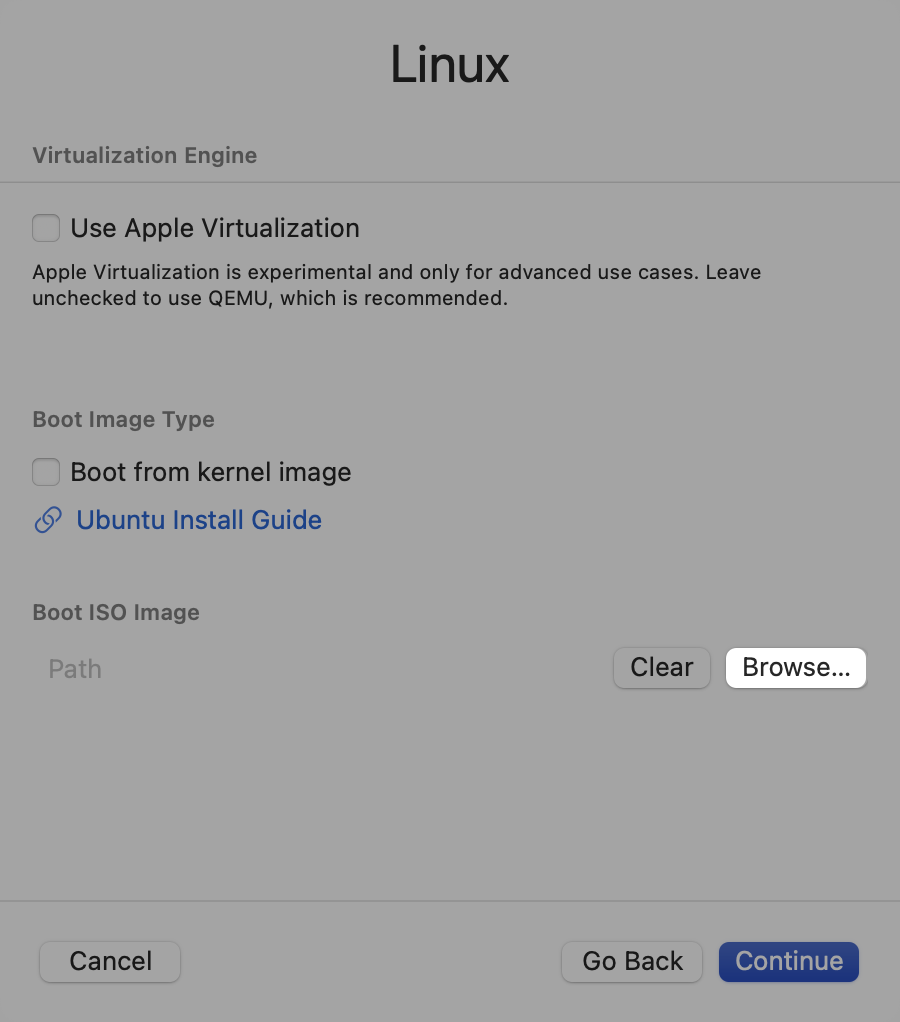 Linux
Virtualization Engine
Use Apple Virtualization
Apple Virtualization is experimental and only for advanced use cases. Leave
unchecked to use QEMU, which is recommended.
Boot Image Type
Boot from kernel image
Ubuntu Install Guide
Boot ISO Image
Path Clear Browse...
Cancel Go Back Continue